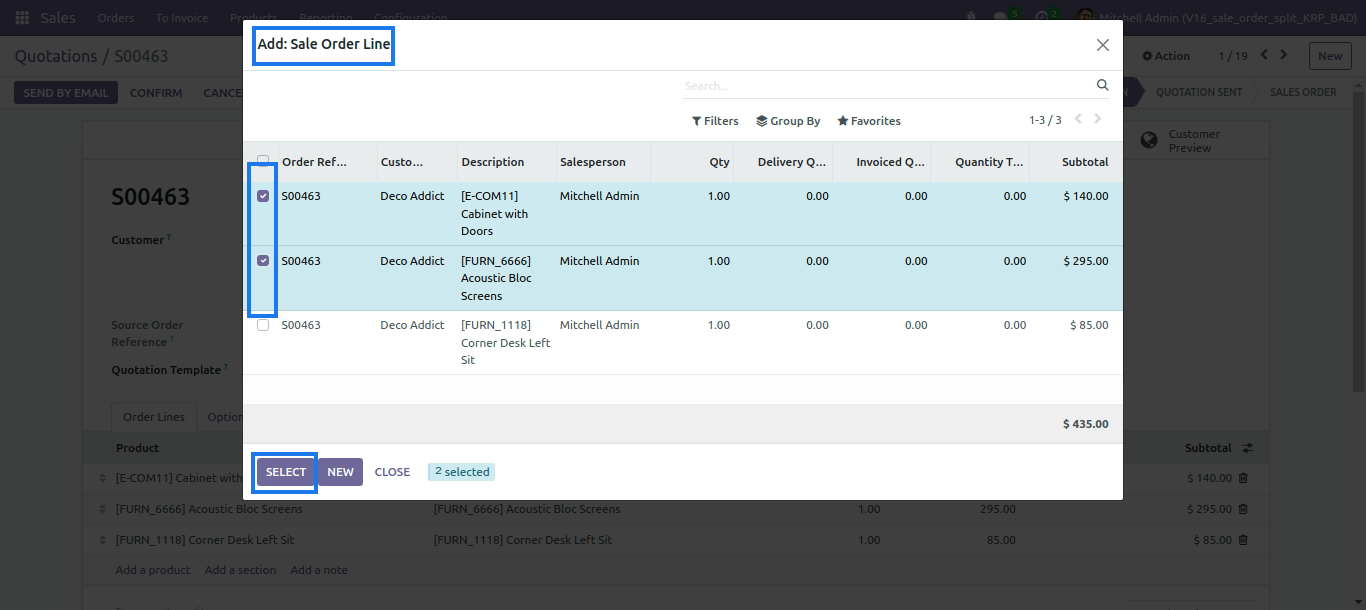 Sales Orders To Invoice Products Reporting Configuration 5 2 Mitchell Admin (V16_sale_order_split_KRP_BAD)
Quotations / S00463 Action 1 / 19 New
SEND BY EMAIL CONFIRM QUOTATION SENT SALES ORDER
Add: Sale Order Line
Search...
Filters Group By Favorites 1-3 / 3
Order Ref... Custo... Description Salesperson Qty Delivery Q... Invoiced Q... Quantity T... Subtotal
S00463 Deco Addict [E-COM11] Mitchell Admin 1.00 0.00 0.00 0.00 $ 140.00
Cabinet with
Doors
S00463 Deco Addict [FURN_6666] Mitchell Admin 1.00 0.00 0.00 0.00 $ 295.00
Acoustic Bloc
Screens
S00463 Deco Addict [FURN_1118] Mitchell Admin 1.00 0.00 0.00 0.00 $ 85.00
Corner Desk Left
Sit
$ 435.00
SELECT NEW CLOSE 2 selected
Customer
Preview
S00463
Customer ?
Source Order
Reference ?
Quotation Template ?
Order Lines
Product Subtotal
[E-COM11] Cabinet with $ 140.00
[FURN_6666] Acoustic Bloc Screens [FURN_6666] Acoustic Bloc Screens 1.00 295.00 $ 295.00
[FURN_1118] Corner Desk Left Sit [FURN_1118] Corner Desk Left Sit 1.00 85.00 $ 85.00
Add a product Add a section Add a note